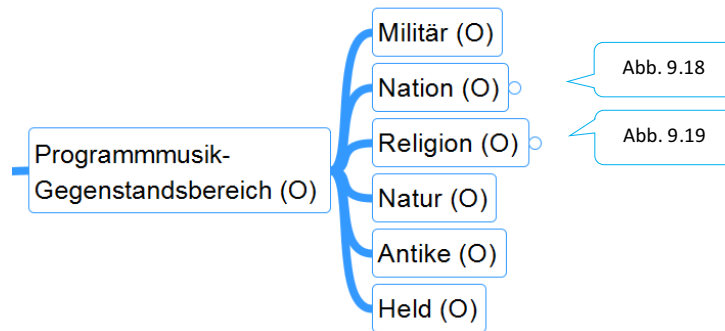 Militär (O)
Nation (O)
Abb. 9.18
Religion (O)
Abb. 9.19
Programmmusik-
Gegenstandsbereich (O)
Natur (O)
Antike (O)
Held (O)